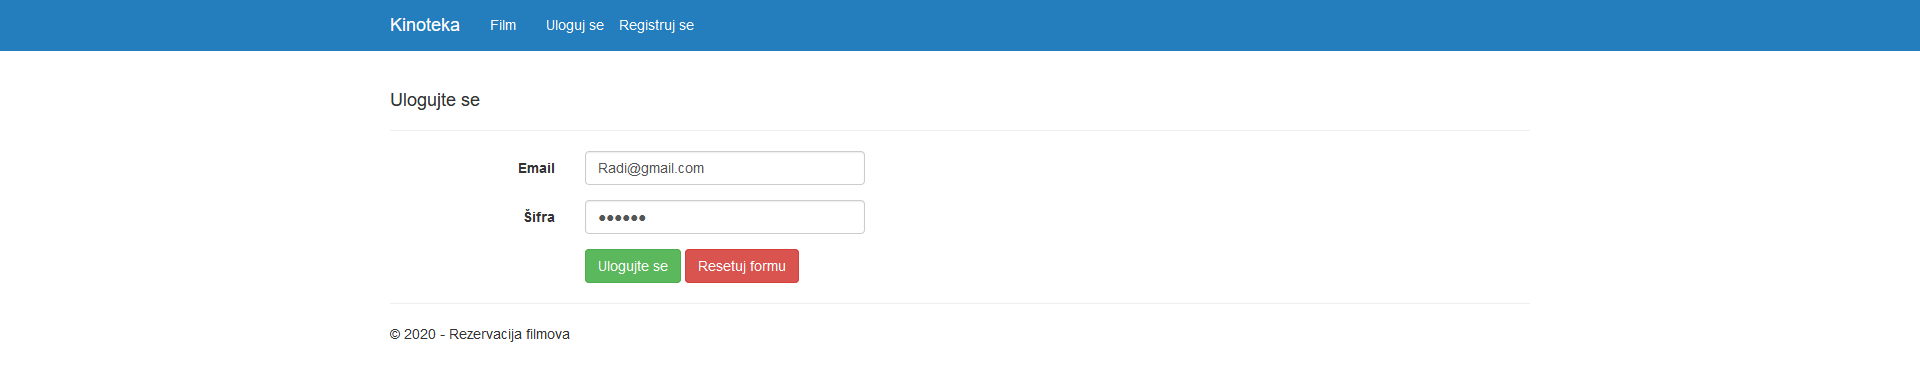 Kinoteka Film Uloguj se Registruj se
Ulogujte se
Email Radi@gmail.com
Šifra ●●●●●●
Ulogujte se Resetuj formu
© 2020 - Rezervacija filmova